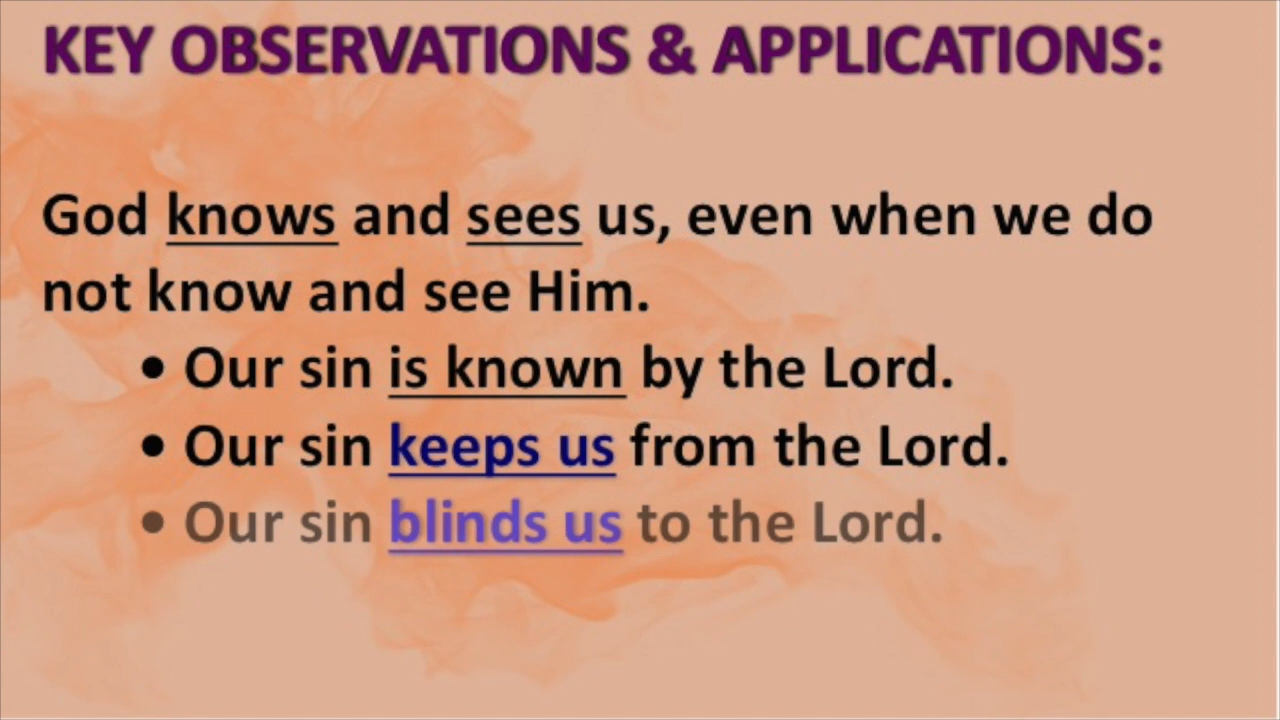 KEY OBSERVATIONS & APPLICATIONS:
God knows and sees us, even when we do
not know and see Him.
• Our sin is known by the Lord.
• Our sin keeps us from the Lord.
• Our sin blinds us to the Lord.